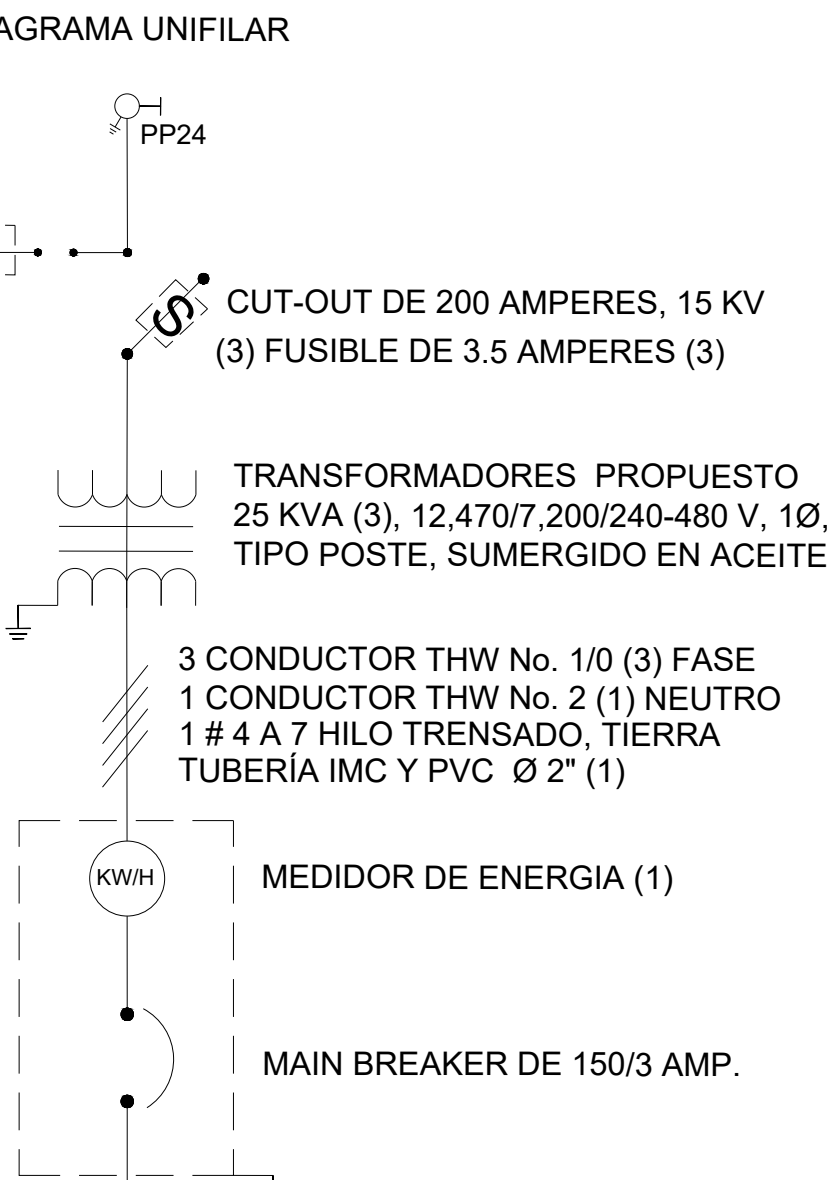 AGRAMA UNIFILAR
PP24
CUT-OUT DE 200 AMPERES, 15 KV
(3) FUSIBLE DE 3.5 AMPERES (3)
TRANSFORMADORES PROPUESTO
25 KVA (3), 12,470/7,200/240-480 V, 1Ø,
TIPO POSTE, SUMERGIDO EN ACEITE
3 CONDUCTOR THW No. 1/0 (3) FASE
1 CONDUCTOR THW No. 2 (1) NEUTRO
1 # 4 A 7 HILO TRENSADO, TIERRA
TUBERÍA IMC Y PVC Ø 2" (1)
KW/H
MEDIDOR DE ENERGIA (1)
MAIN BREAKER DE 150/3 AMP.